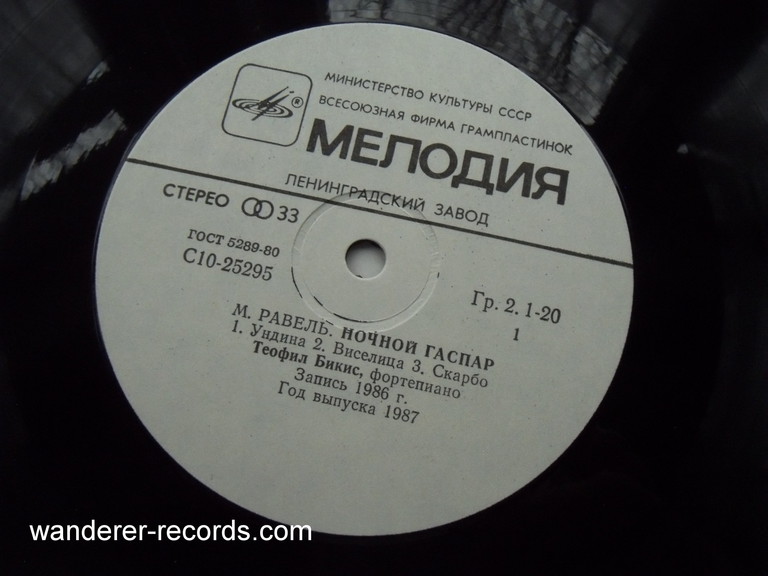 МИНИСТЕРСТВО КУЛЬТУРЫ СССР
ВСЕСОЮЗНАЯ ФИРМА ГРАМПЛАСТИНОК
®
МЕЛОДИЯ
ЛЕНИНГРАДСКИЙ ЗАВОД
СТЕРЕО 33
ГОСТ 5289-80
С10-25295
Гр. 2. 1-20
1
М. РАВЕЛЬ. НОЧНОЙ ГАСПАР
1. Ундина 2. Виселица 3. Скарбо
Теофил Бикис, фортепиано
Запись 1986 г.
Год выпуска 1987
wanderer-records.com